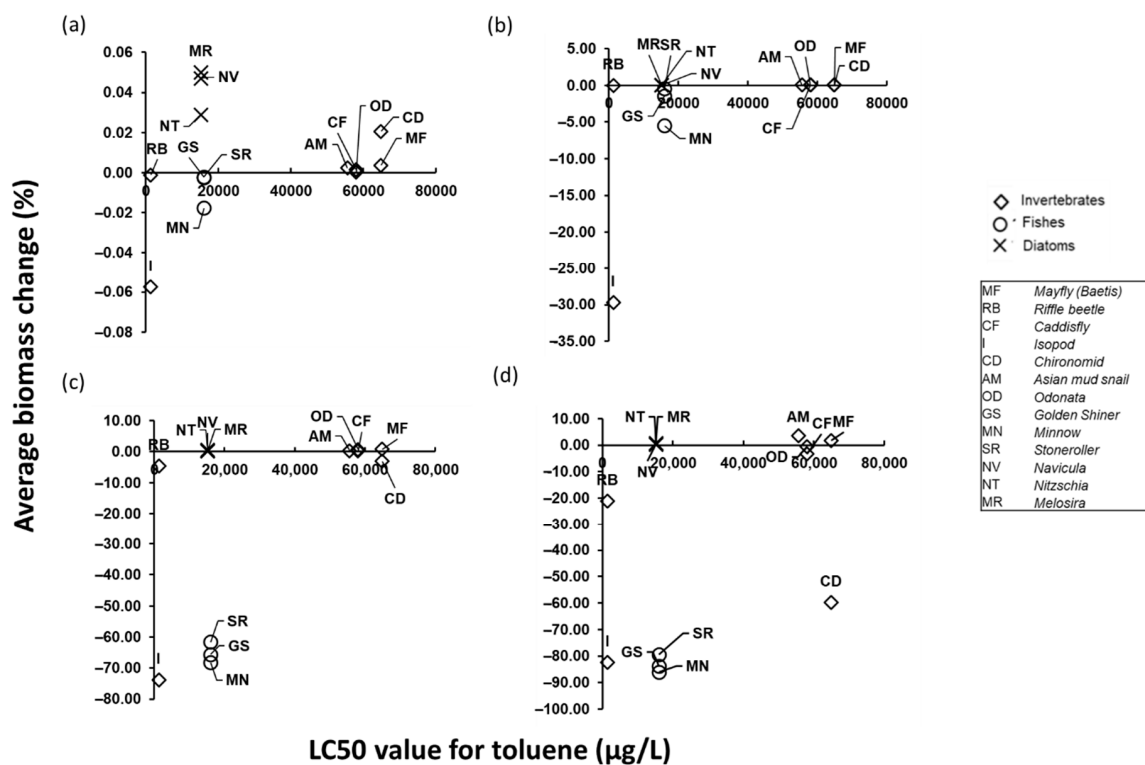 (a)
0.06
0.04
0.02
0.00
−0.02
−0.04
−0.06
−0.08
0
20000
40000
60000
80000
MR
NV
NT
RB
GS
SR
MN
I
AM
CF
OD
CD
MF
(b)
5.00
0.00
−5.00
−10.00
−15.00
−20.00
−25.00
−30.00
−35.00
0
20000
40000
60000
80000
RB
MR
SR
NT
NV
GS
MN
I
AM
OD
MF
CD
CF
(c)
10.00
0.00
−10.00
−20.00
−30.00
−40.00
−50.00
−60.00
−70.00
−80.00
0
20,000
40,000
60,000
80,000
RB
NT
NV
MR
OD
CF
AM
MF
CD
SR
GS
MN
I
(d)
10.00
0.00
−10.00
−20.00
−30.00
−40.00
−50.00
−60.00
−70.00
−80.00
−90.00
−100.00
0
20,000
40,000
60,000
80,000
NT
MR
NV
RB
AM
CF
MF
OD
CD
I
GS
SR
MN
Average biomass change (%)
LC50 value for toluene (µg/L)
Invertebrates
Fishes
Diatoms
MF Mayfly (Baetis)
RB Riffle beetle
CF Caddisfly
I Isopod
CD Chironomid
AM Asian mud snail
OD Odonata
GS Golden Shiner
MN Minnow
SR Stoneroller
NV Navicula
NT Nitzschia
MR Melosira